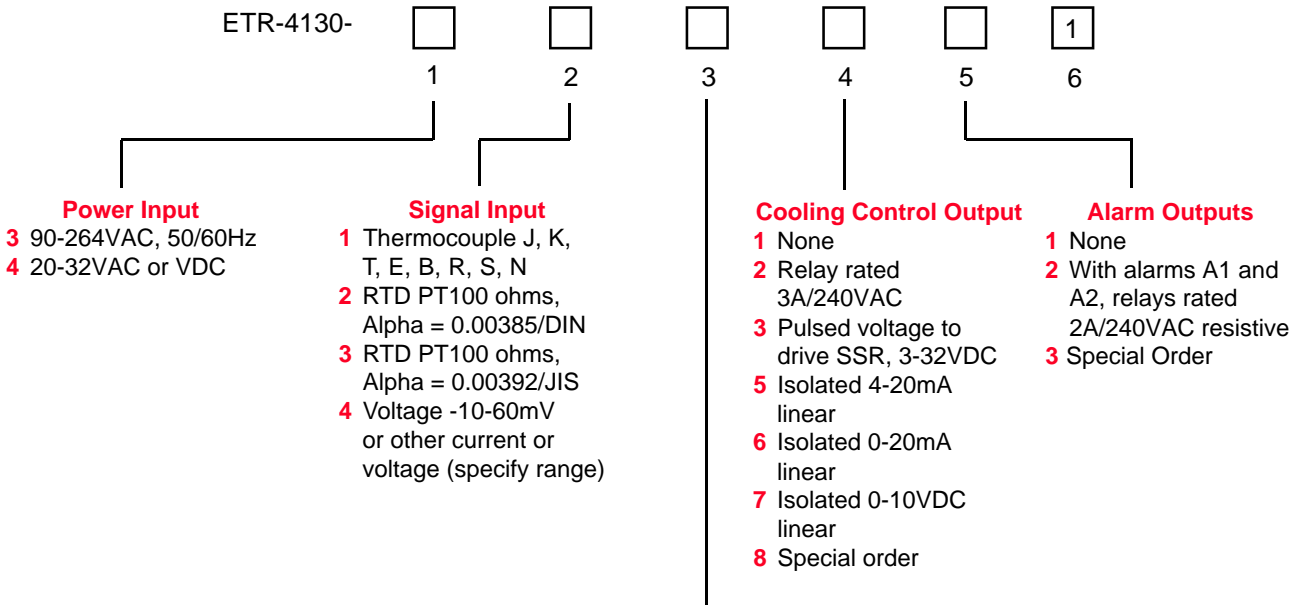 ETR-4130-
1
1 2 3 4 5 6
Power Input
3 90-264VAC, 50/60Hz
4 20-32VAC or VDC
Signal Input
1 Thermocouple J, K,
T, E, B, R, S, N
2 RTD PT100 ohms,
Alpha = 0.00385/DIN
3 RTD PT100 ohms,
Alpha = 0.00392/JIS
4 Voltage -10-60mV
or other current or
voltage (specify range)
Cooling Control Output
1 None
2 Relay rated
3A/240VAC
3 Pulsed voltage to
drive SSR, 3-32VDC
5 Isolated 4-20mA
linear
6 Isolated 0-20mA
linear
7 Isolated 0-10VDC
linear
8 Special order
Alarm Outputs
1 None
2 With alarms A1 and
A2, relays rated
2A/240VAC resistive
3 Special Order